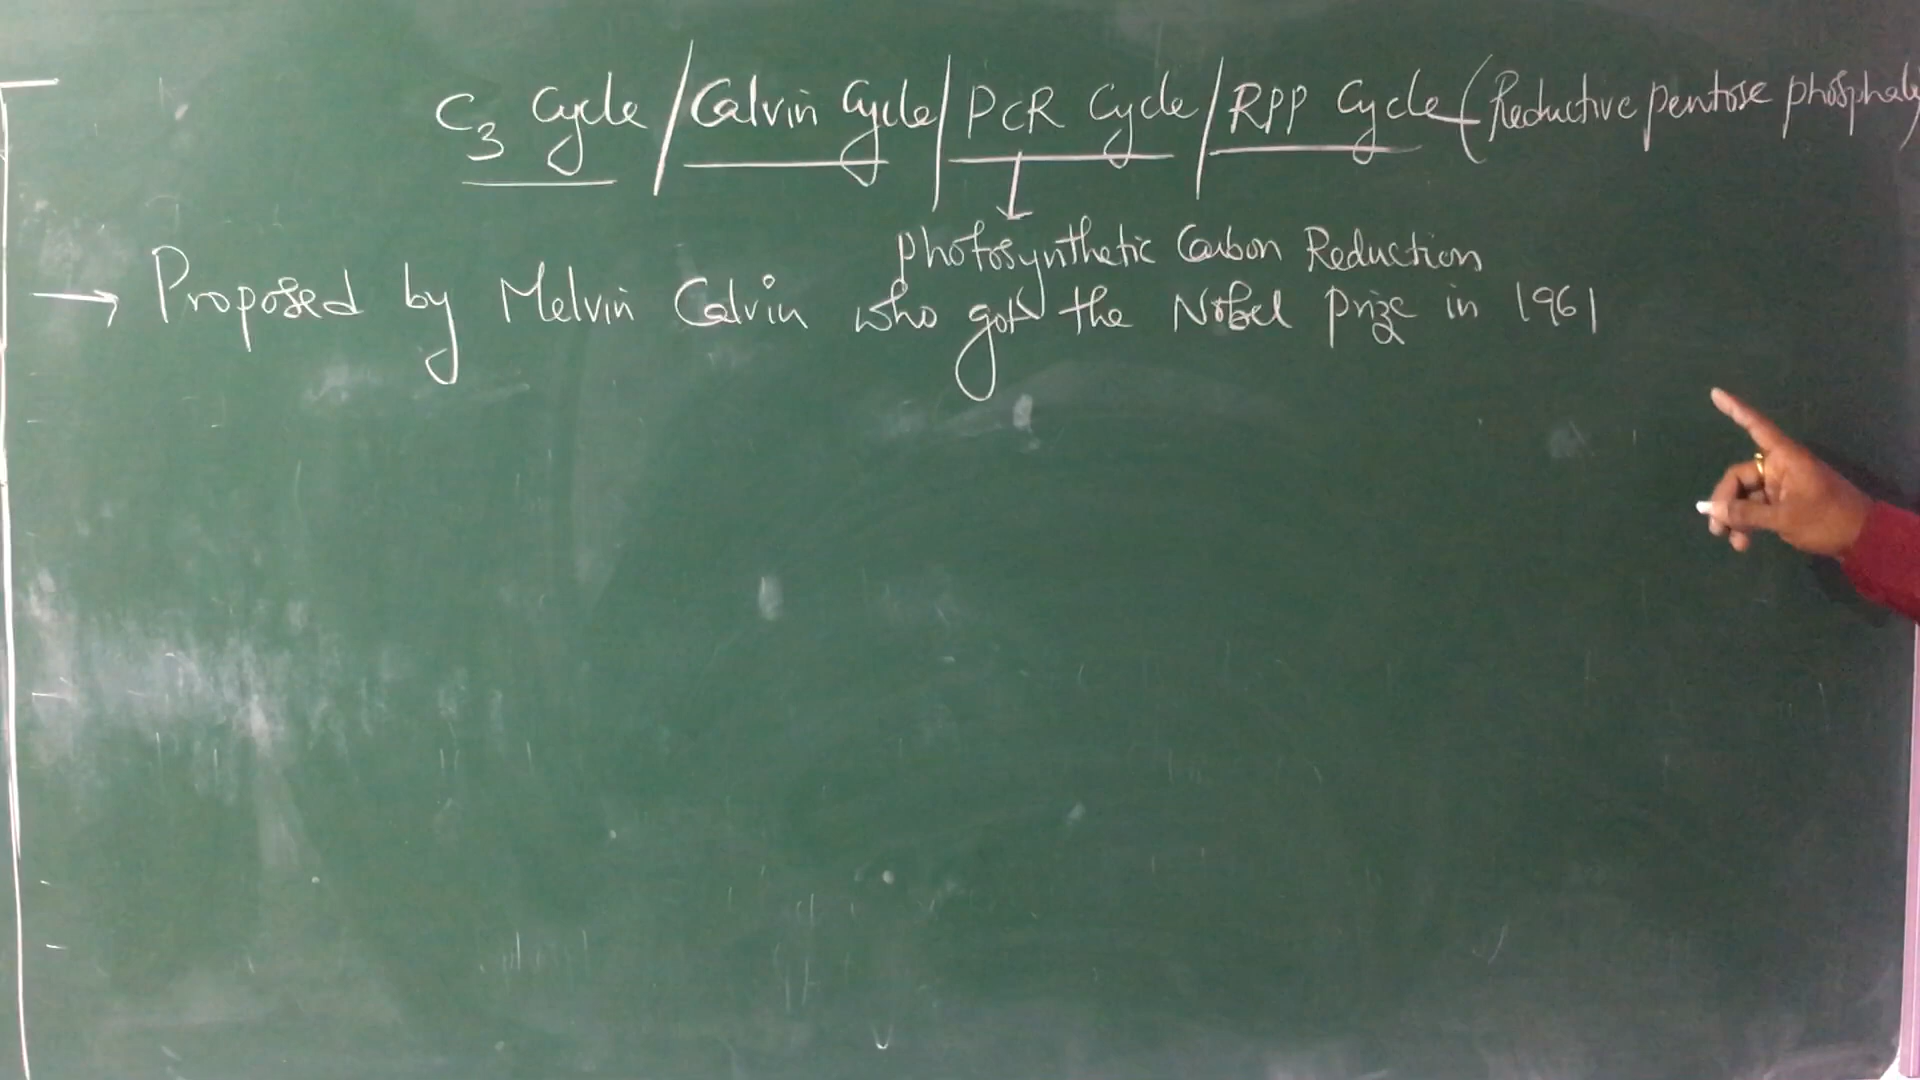 C3 Cycle / Calvin Cycle / PCR Cycle / RPP Cycle (Reductive pentose phosphate)
↓
photosynthetic Carbon Reduction
→ Proposed by Melvin Calvin who got the Nobel prize in 1961